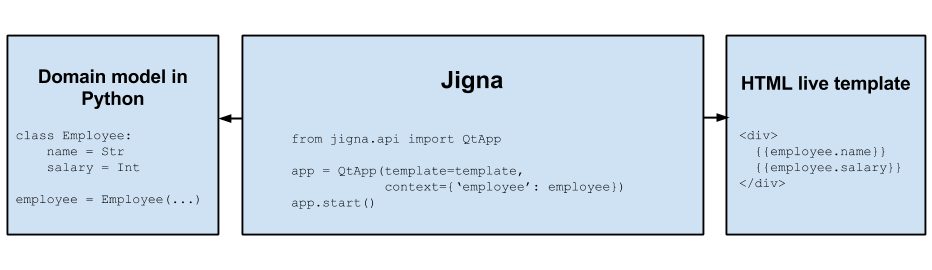 Domain model in
Python
class Employee:
    name = Str
    salary = Int
employee = Employee(...)
Jigna
from jigna.api import QtApp
app = QtApp(template=template,
            context={‘employee’: employee})
app.start()
HTML live template
<div>
  {{employee.name}}
  {{employee.salary}}
</div>